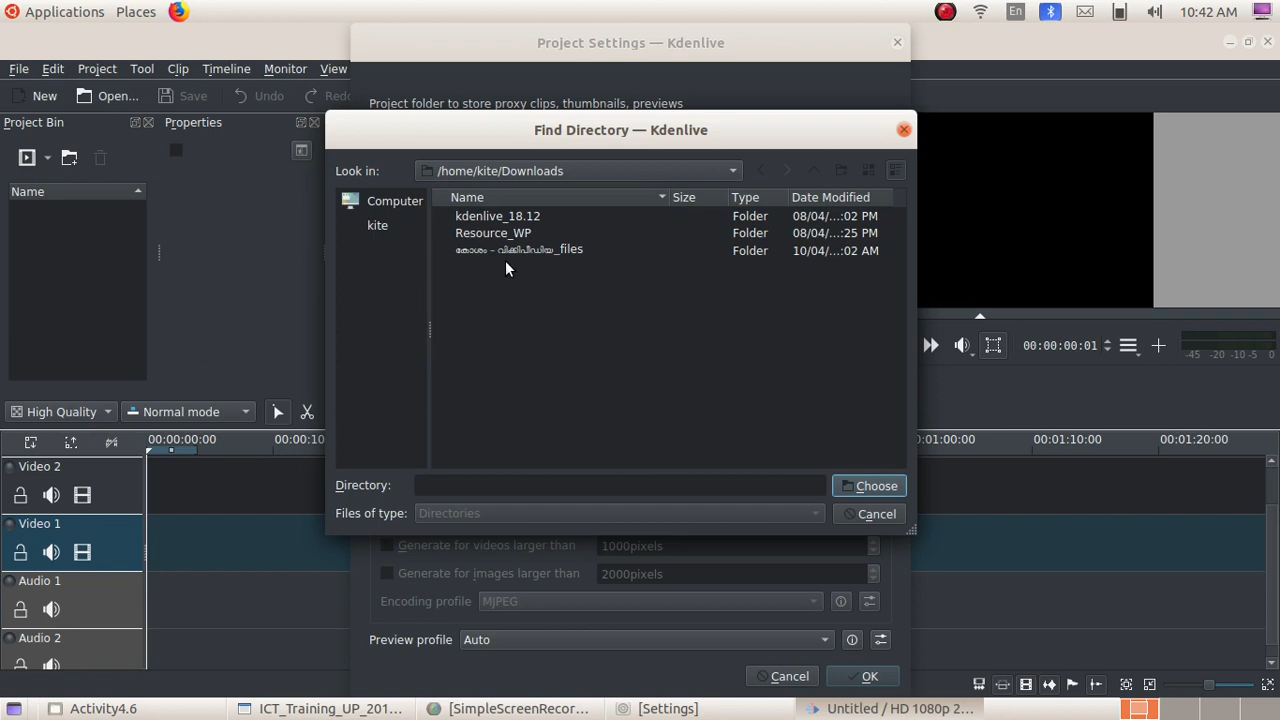 Applications Places En 10:42 AM
Project Settings — Kdenlive
File Edit Project Tool Clip Timeline Monitor View
New Open... Save Undo Redo
Project folder to store proxy clips, thumbnails, previews
Project Bin Properties
Find Directory — Kdenlive
Look in: /home/kite/Downloads
Name
Name Size Type Date Modified
Computer
kite
kdenlive_18.12 Folder 08/04/...:02 PM
Resource_WP Folder 08/04/...:25 PM
കോശം - വിക്കിപീഡിയ_files Folder 10/04/...:02 AM
00:00:00:01
-45 -20 -10 -5 0
High Quality Normal mode
00:00:00:00 00:00:10 01:00:00 00:01:10:00 00:01:20:00
Directory: Choose
Files of type: Directories Cancel
Video 2
Video 1
Audio 1
Audio 2
Generate for videos larger than 1000pixels
Generate for images larger than 2000pixels
Encoding profile MJPEG
Preview profile Auto
Cancel OK
Activity4.6 ICT_Training_UP_201... [SimpleScreenRecor... [Settings] Untitled / HD 1080p 2...